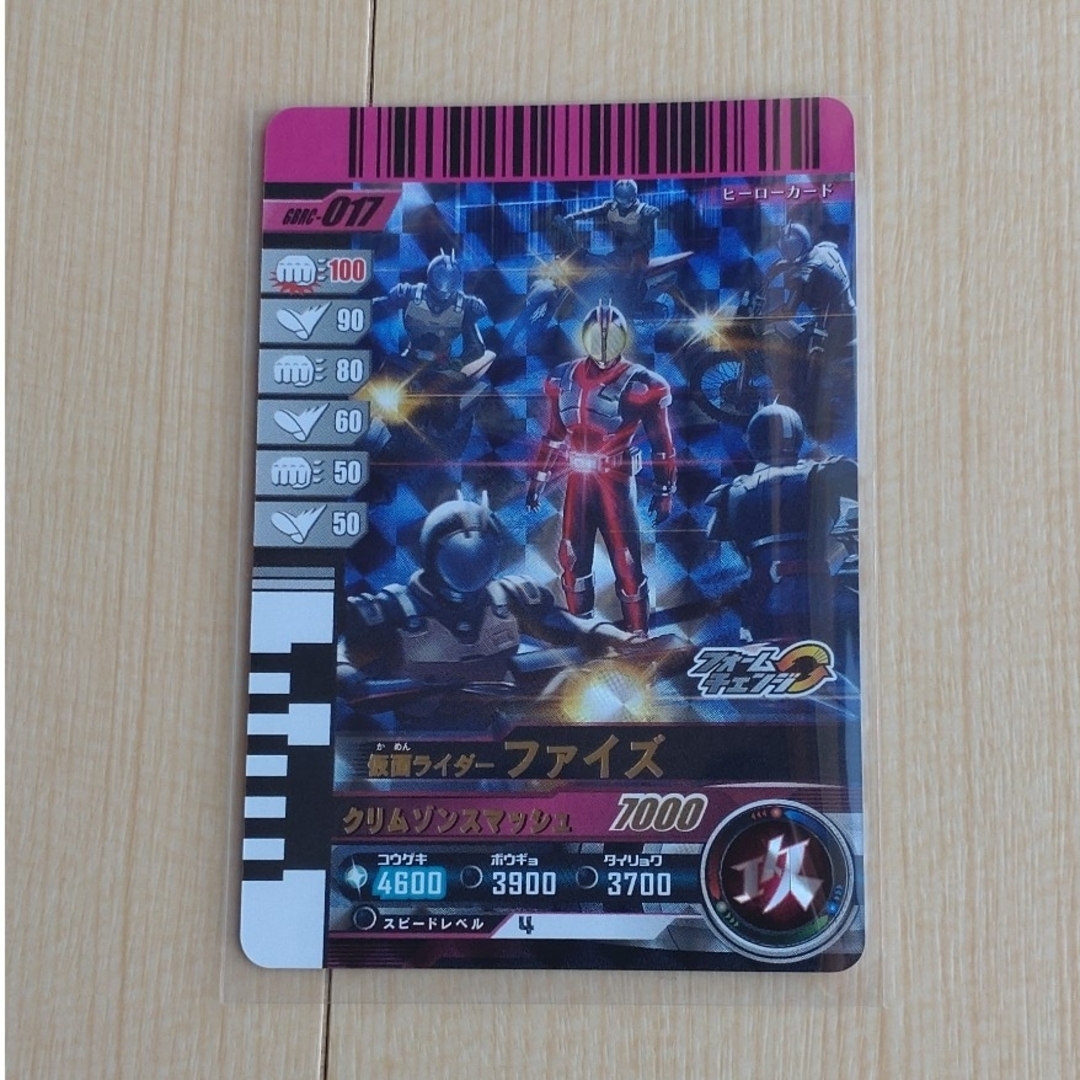 GBRC-017
ヒーローカード
100
90
80
60
50
50
フォーム
チェンジ
かめん
仮面ライダー ファイズ
クリムゾンスマッシュ 7000
コウゲキ ボウギョ タイリョク
4600 3900 3700
スピードレベル 4
攻